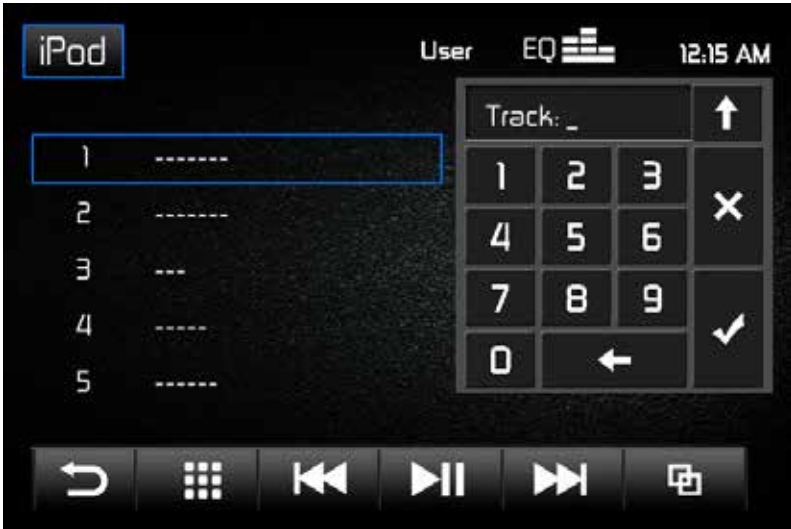 iPod User EQ 12:15 AM
Track: _
1 -------
2 -------
3 ---
4 -----
5 ------
1 2 3
4 5 6
7 8 9
0